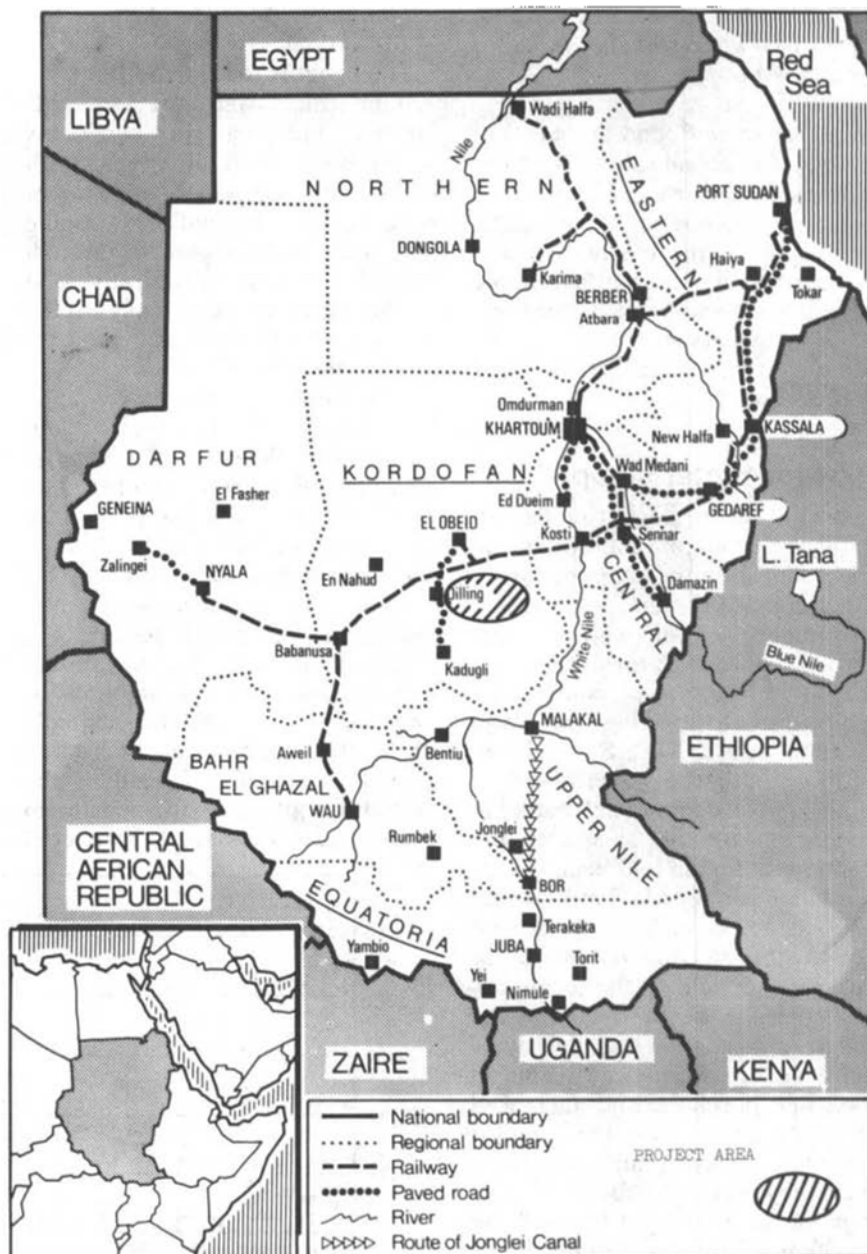 EGYPT
Red
Sea
LIBYA
Wadi Halfa
Nile
NORTHERN
EASTERN
PORT SUDAN
DONGOLA
Karima
Haiya
Tokar
BERBER
Atbara
CHAD
Omdurman
KHARTOUM
New Halfa
KASSALA
DARFUR
KORDOFAN
Wad Medani
El Fasher
GENEINA
Ed Dueim
GEDAREF
EL OBEID
Zalingei
Kosti
Sennar
L. Tana
NYALA
En Nahud
CENTRAL
Dilling
Damazin
Babanusa
White Nile
Blue Nile
Kadugli
MALAKAL
Bentiu
ETHIOPIA
Aweil
BAHR
EL GHAZAL
WAU
UPPER NILE
Jonglei
Rumbek
CENTRAL
AFRICAN
REPUBLIC
BOR
EQUATORIA
Terakeka
JUBA
Yambio
Torit
Yei
Nimule
ZAIRE
UGANDA
KENYA
National boundary
Regional boundary
Railway
Paved road
River
Route of Jonglei Canal
PROJECT AREA